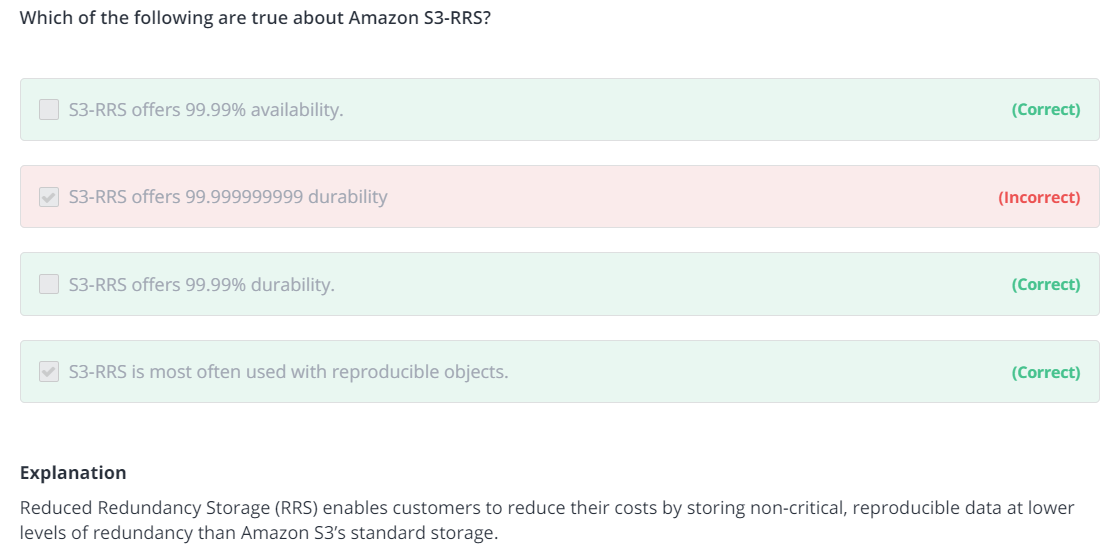 Which of the following are true about Amazon S3-RRS?
S3-RRS offers 99.99% availability.
(Correct)
S3-RRS offers 99.999999999 durability
(Incorrect)
S3-RRS offers 99.99% durability.
(Correct)
S3-RRS is most often used with reproducible objects.
(Correct)
Explanation
Reduced Redundancy Storage (RRS) enables customers to reduce their costs by storing non-critical, reproducible data at lower
levels of redundancy than Amazon S3’s standard storage.